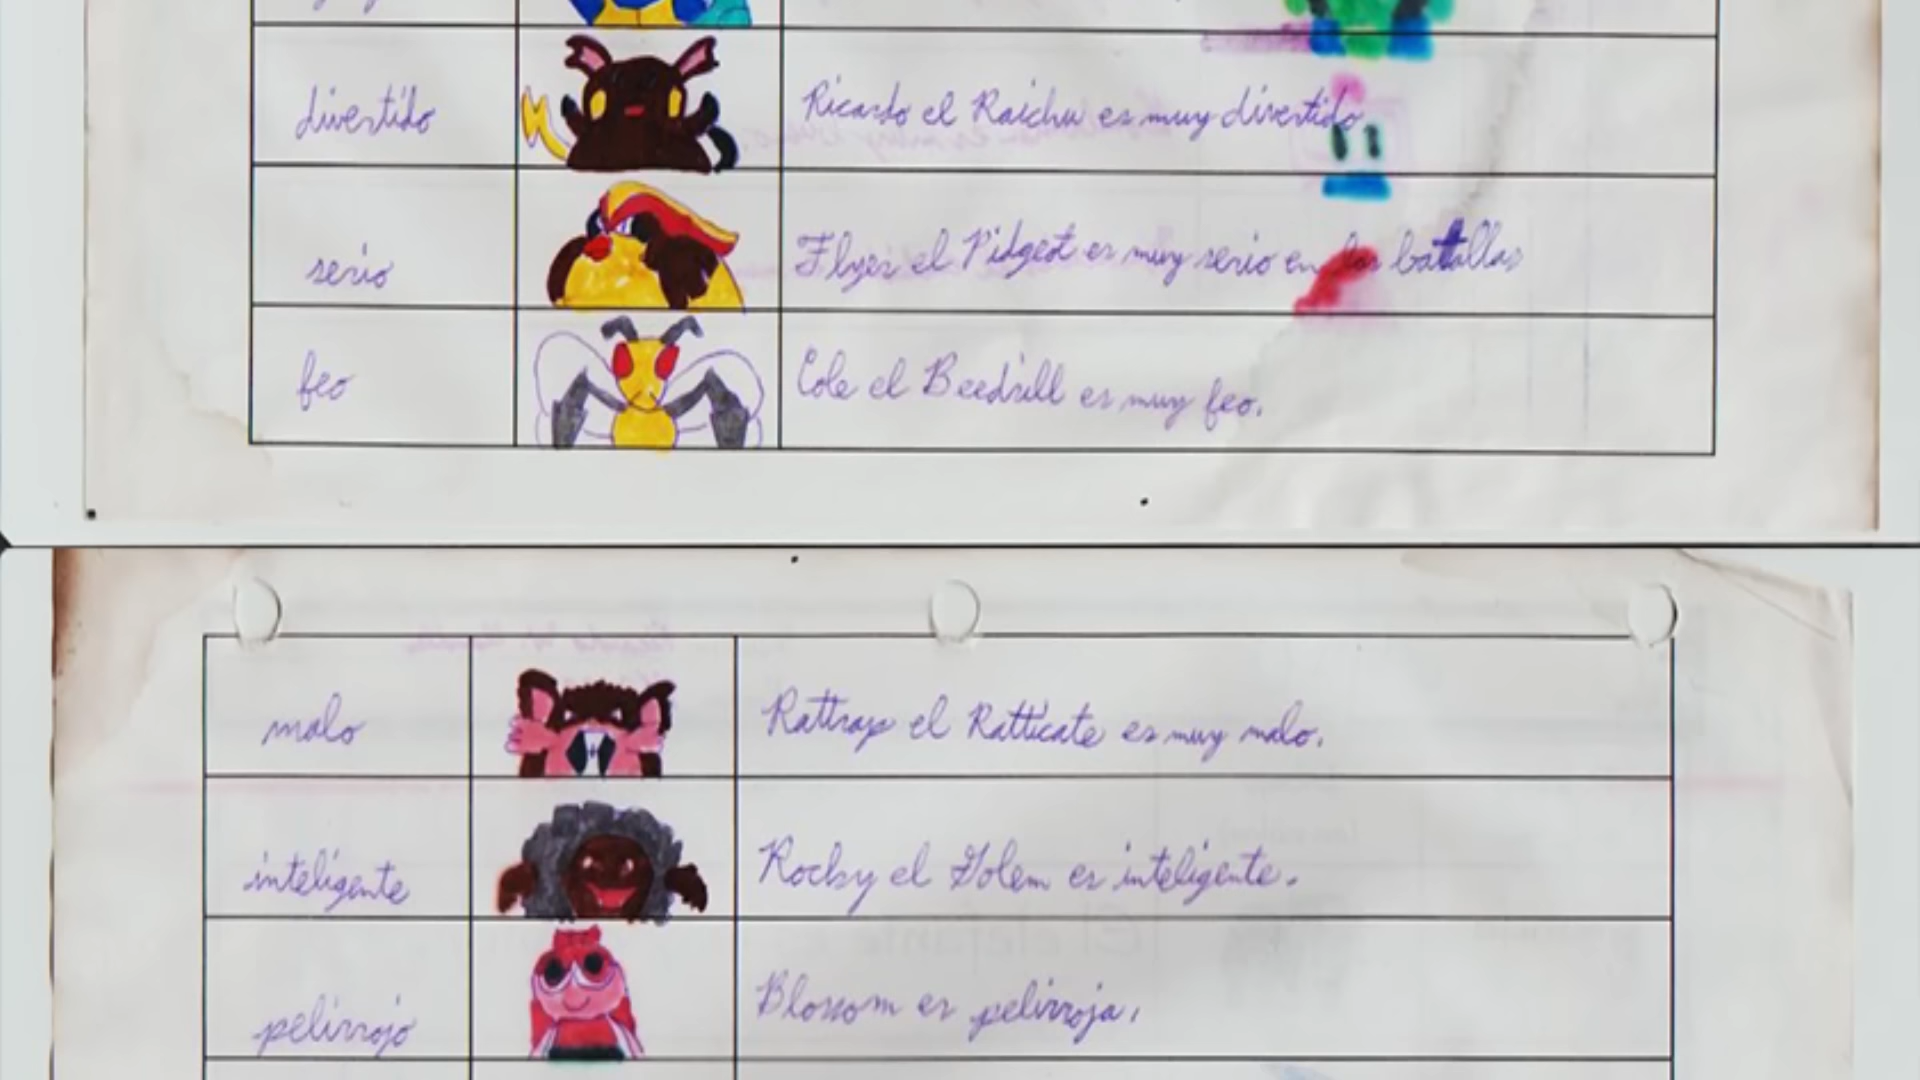 divertido
Ricardo el Raichu es muy divertido
serio
Flyer el Pidgeot es muy serio en las batallas
feo
Cole el Beedrill es muy feo.
malo
Rattrap el Ratticate es muy malo.
inteligente
Rocky el Golem es inteligente.
pelirrojo
Blossom es pelirroja.